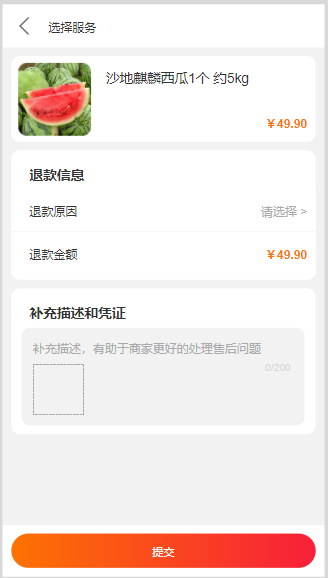 选择服务
沙地麒麟西瓜1个 约5kg
￥49.90
退款信息
退款原因 请选择 >
退款金额 ￥49.90
补充描述和凭证
补充描述，有助于商家更好的处理售后问题
0/200
提交